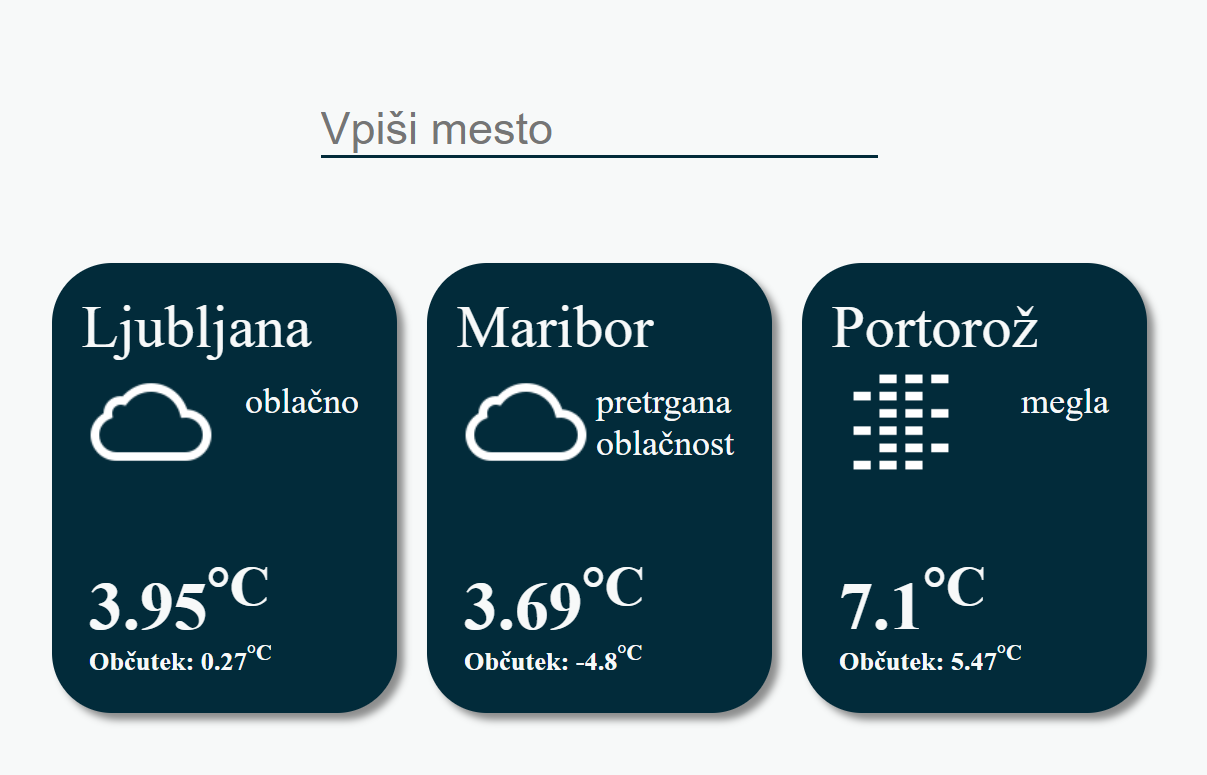 Vpiši mesto
Ljubljana
oblačno
3.95°C
Občutek: 0.27°C
Maribor
pretrgana
oblačnost
3.69°C
Občutek: -4.8°C
Portorož
megla
7.1°C
Občutek: 5.47°C